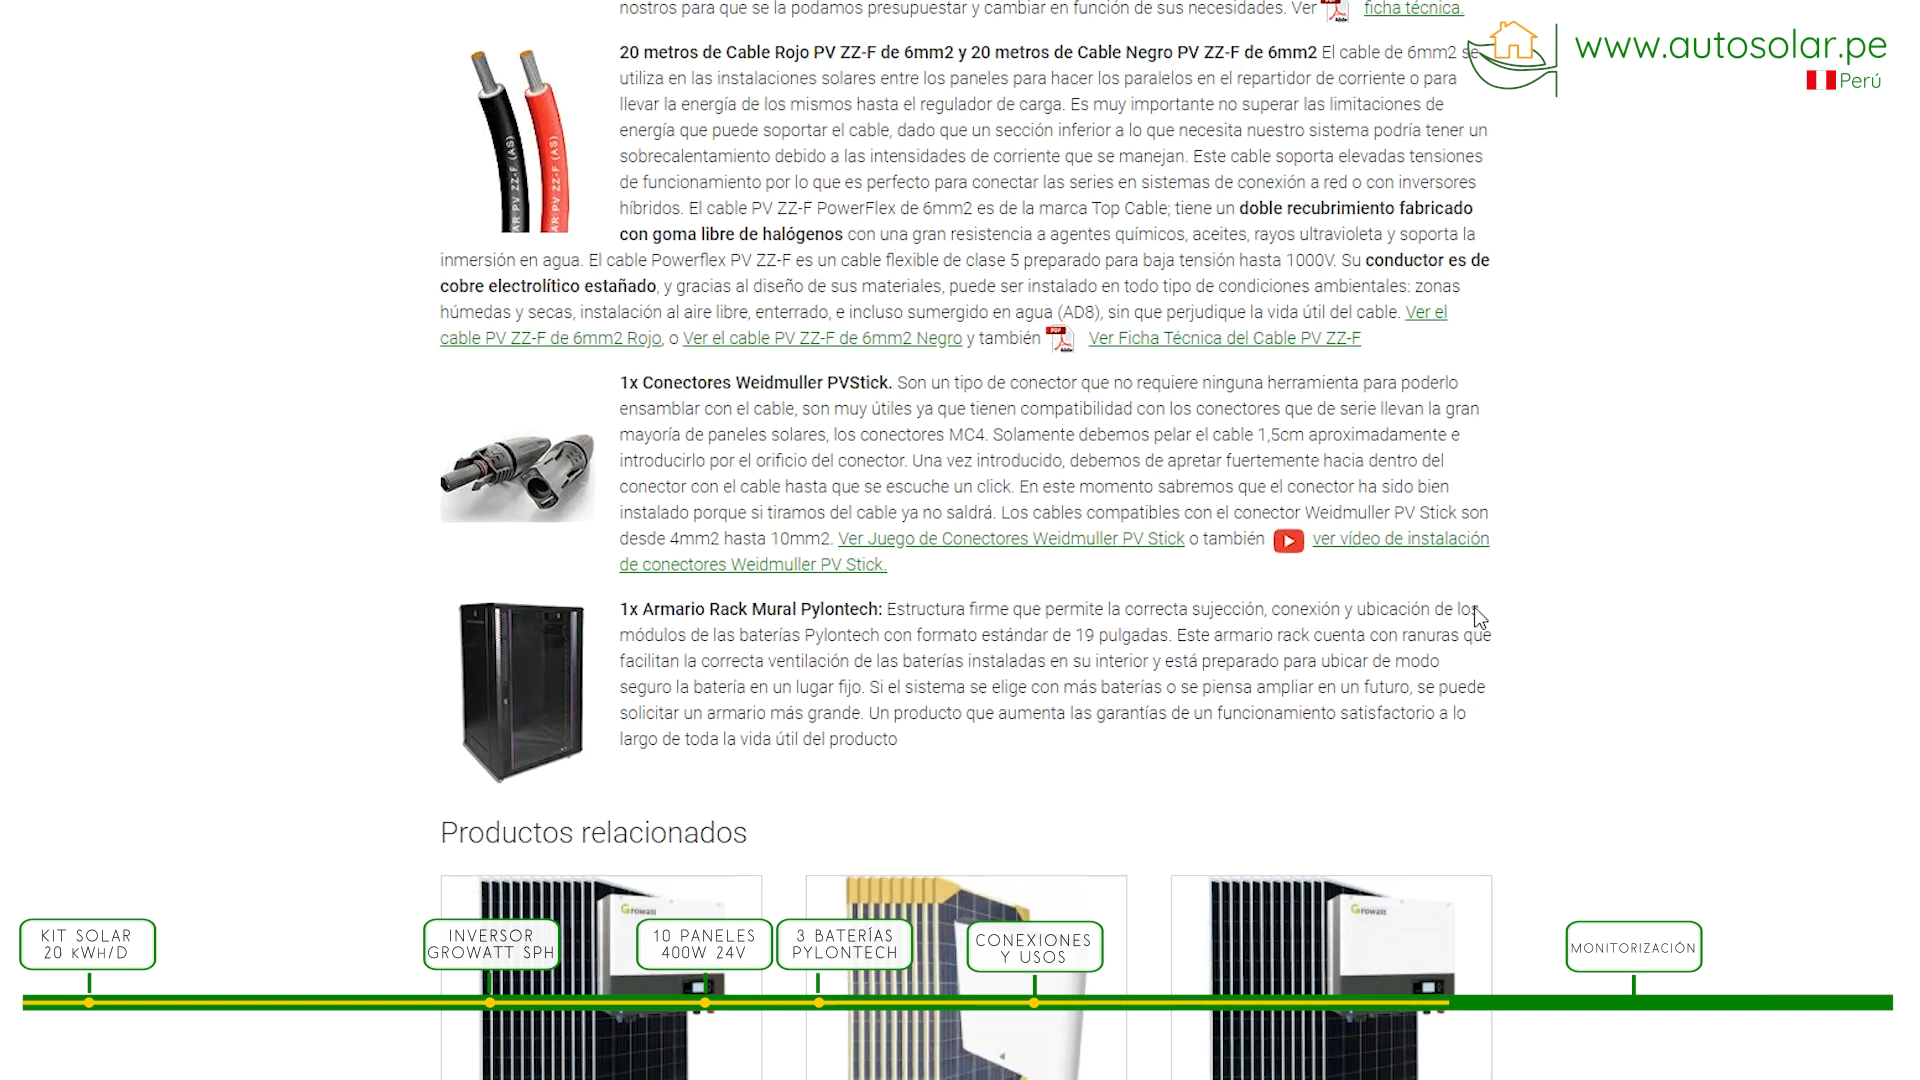 nostros para que se la podamos presupuestar y cambiar en función de sus necesidades. Ver ficha técnica.
www.autosolar.pe
Perú
20 metros de Cable Rojo PV ZZ-F de 6mm2 y 20 metros de Cable Negro PV ZZ-F de 6mm2 El cable de 6mm2 se
utiliza en las instalaciones solares entre los paneles para hacer los paralelos en el repartidor de corriente o para
llevar la energía de los mismos hasta el regulador de carga. Es muy importante no superar las limitaciones de
energía que puede soportar el cable, dado que un sección inferior a lo que necesita nuestro sistema podría tener un
sobrecalentamiento debido a las intensidades de corriente que se manejan. Este cable soporta elevadas tensiones
de funcionamiento por lo que es perfecto para conectar las series en sistemas de conexión a red o con inversores
híbridos. El cable PV ZZ-F PowerFlex de 6mm2 es de la marca Top Cable; tiene un doble recubrimiento fabricado
con goma libre de halógenos con una gran resistencia a agentes químicos, aceites, rayos ultravioleta y soporta la
inmersión en agua. El cable Powerflex PV ZZ-F es un cable flexible de clase 5 preparado para baja tensión hasta 1000V. Su conductor es de
cobre electrolítico estañado, y gracias al diseño de sus materiales, puede ser instalado en todo tipo de condiciones ambientales: zonas
húmedas y secas, instalación al aire libre, enterrado, e incluso sumergido en agua (AD8), sin que perjudique la vida útil del cable. Ver el
cable PV ZZ-F de 6mm2 Rojo, o Ver el cable PV ZZ-F de 6mm2 Negro y también Ver Ficha Técnica del Cable PV ZZ-F
AR PV ZZ-F (AS)
AR PV ZZ-F (AS)
1x Conectores Weidmuller PVStick. Son un tipo de conector que no requiere ninguna herramienta para poderlo
ensamblar con el cable, son muy útiles ya que tienen compatibilidad con los conectores que de serie llevan la gran
mayoría de paneles solares, los conectores MC4. Solamente debemos pelar el cable 1,5cm aproximadamente e
introducirlo por el orificio del conector. Una vez introducido, debemos de apretar fuertemente hacia dentro del
conector con el cable hasta que se escuche un click. En este momento sabremos que el conector ha sido bien
instalado porque si tiramos del cable ya no saldrá. Los cables compatibles con el conector Weidmuller PV Stick son
desde 4mm2 hasta 10mm2. Ver Juego de Conectores Weidmuller PV Stick o también ver vídeo de instalación
de conectores Weidmuller PV Stick.
1x Armario Rack Mural Pylontech: Estructura firme que permite la correcta sujección, conexión y ubicación de los
módulos de las baterías Pylontech con formato estándar de 19 pulgadas. Este armario rack cuenta con ranuras que
facilitan la correcta ventilación de las baterías instaladas en su interior y está preparado para ubicar de modo
seguro la batería en un lugar fijo. Si el sistema se elige con más baterías o se piensa ampliar en un futuro, se puede
solicitar un armario más grande. Un producto que aumenta las garantías de un funcionamiento satisfactorio a lo
largo de toda la vida útil del producto
Productos relacionados
Growatt
Growatt
KIT SOLAR
20 KWH/D
INVERSOR
GROWATT SPH
10 PANELES
400W 24V
3 BATERÍAS
PYLONTECH
CONEXIONES
Y USOS
MONITORIZACIÓN